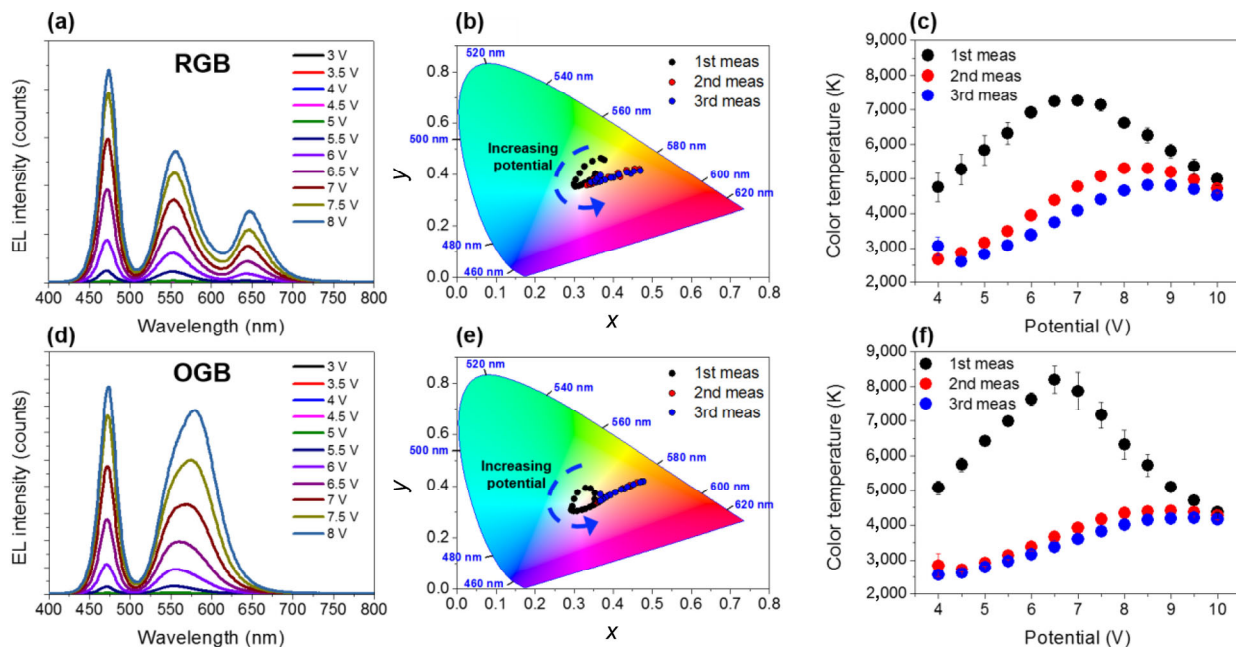 (a)
RGB
EL intensity (counts)
3 V
3.5 V
4 V
4.5 V
5 V
5.5 V
6 V
6.5 V
7 V
7.5 V
8 V
400 450 500 550 600 650 700 750 800
Wavelength (nm)
(b)
520 nm
540 nm
560 nm
580 nm
600 nm
620 nm
500 nm
480 nm
460 nm
1st meas
2nd meas
3rd meas
Increasing
potential
y
0.8
0.6
0.4
0.2
0.0
0.0 0.1 0.2 0.3 0.4 0.5 0.6 0.7 0.8
x
(c)
Color temperature (K)
9,000
8,000
7,000
6,000
5,000
4,000
3,000
2,000
1st meas
2nd meas
3rd meas
4 5 6 7 8 9 10
Potential (V)
(d)
OGB
EL intensity (counts)
3 V
3.5 V
4 V
4.5 V
5 V
5.5 V
6 V
6.5 V
7 V
7.5 V
8 V
400 450 500 550 600 650 700 750 800
Wavelength (nm)
(e)
520 nm
540 nm
560 nm
580 nm
600 nm
620 nm
500 nm
480 nm
460 nm
1st meas
2nd meas
3rd meas
Increasing
potential
y
0.8
0.6
0.4
0.2
0.0
0.0 0.1 0.2 0.3 0.4 0.5 0.6 0.7 0.8
x
(f)
Color temperature (K)
9,000
8,000
7,000
6,000
5,000
4,000
3,000
2,000
1st meas
2nd meas
3rd meas
4 5 6 7 8 9 10
Potential (V)